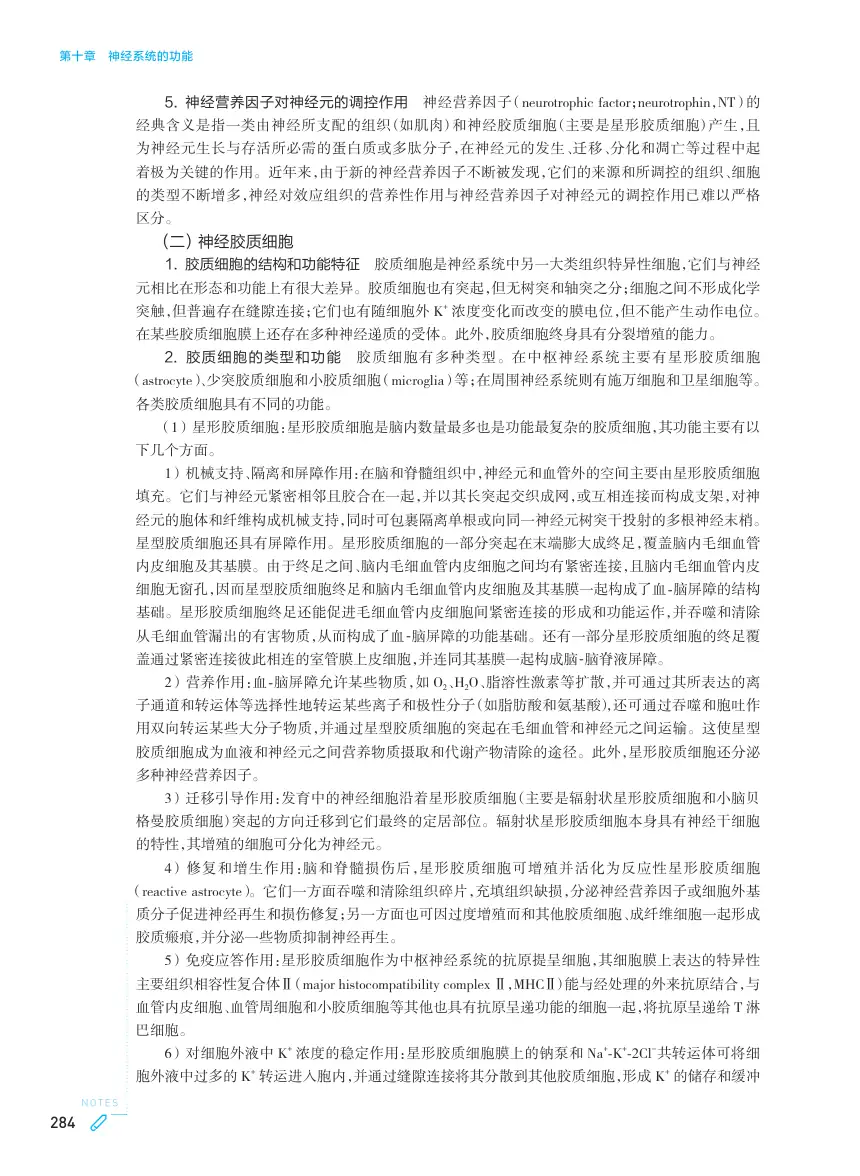 第十章　神经系统的功能
5. 神经营养因子对神经元的调控作用　神经营养因子（neurotrophic factor；neurotrophin，NT）的
经典含义是指一类由神经所支配的组织（如肌肉）和神经胶质细胞（主要是星形胶质细胞）产生，且
为神经元生长与存活所必需的蛋白质或多肽分子，在神经元的发生、迁移、分化和凋亡等过程中起
着极为关键的作用。近年来，由于新的神经营养因子不断被发现，它们的来源和所调控的组织、细胞
的类型不断增多，神经对效应组织的营养性作用与神经营养因子对神经元的调控作用已难以严格
区分。
（二）神经胶质细胞
1. 胶质细胞的结构和功能特征　胶质细胞是神经系统中另一大类组织特异性细胞，它们与神经
元相比在形态和功能上有很大差异。胶质细胞也有突起，但无树突和轴突之分；细胞之间不形成化学
突触，但普遍存在缝隙连接；它们也有随细胞外 K⁺ 浓度变化而改变的膜电位，但不能产生动作电位。
在某些胶质细胞膜上还存在多种神经递质的受体。此外，胶质细胞终身具有分裂增殖的能力。
2. 胶质细胞的类型和功能　胶质细胞有多种类型。在中枢神经系统主要有星形胶质细胞
（astrocyte）、少突胶质细胞和小胶质细胞（microglia）等；在周围神经系统则有施万细胞和卫星细胞等。
各类胶质细胞具有不同的功能。
（1）星形胶质细胞：星形胶质细胞是脑内数量最多也是功能最复杂的胶质细胞，其功能主要有以
下几个方面。
1）机械支持、隔离和屏障作用：在脑和脊髓组织中，神经元和血管外的空间主要由星形胶质细胞
填充。它们与神经元紧密相邻且胶合在一起，并以其长突起交织成网，或互相连接而构成支架，对神
经元的胞体和纤维构成机械支持，同时可包裹隔离单根或向同一神经元树突干投射的多根神经末梢。
星型胶质细胞还具有屏障作用。星形胶质细胞的一部分突起在末端膨大成终足，覆盖脑内毛细血管
内皮细胞及其基膜。由于终足之间、脑内毛细血管内皮细胞之间均有紧密连接，且脑内毛细血管内皮
细胞无窗孔，因而星型胶质细胞终足和脑内毛细血管内皮细胞及其基膜一起构成了血-脑屏障的结构
基础。星形胶质细胞终足还能促进毛细血管内皮细胞间紧密连接的形成和功能运作，并吞噬和清除
从毛细血管漏出的有害物质，从而构成了血-脑屏障的功能基础。还有一部分星形胶质细胞的终足覆
盖通过紧密连接彼此相连的室管膜上皮细胞，并连同其基膜一起构成脑-脑脊液屏障。
2）营养作用：血-脑屏障允许某些物质，如 O₂、H₂O、脂溶性激素等扩散，并可通过其所表达的离
子通道和转运体等选择性地转运某些离子和极性分子（如脂肪酸和氨基酸），还可通过吞噬和胞吐作
用双向转运某些大分子物质，并通过星型胶质细胞的突起在毛细血管和神经元之间运输。这使星型
胶质细胞成为血液和神经元之间营养物质摄取和代谢产物清除的途径。此外，星形胶质细胞还分泌
多种神经营养因子。
3）迁移引导作用：发育中的神经细胞沿着星形胶质细胞（主要是辐射状星形胶质细胞和小脑贝
格曼胶质细胞）突起的方向迁移到它们最终的定居部位。辐射状星形胶质细胞本身具有神经干细胞
的特性，其增殖的细胞可分化为神经元。
4）修复和增生作用：脑和脊髓损伤后，星形胶质细胞可增殖并活化为反应性星形胶质细胞
（reactive astrocyte）。它们一方面吞噬和清除组织碎片，充填组织缺损，分泌神经营养因子或细胞外基
质分子促进神经再生和损伤修复；另一方面也可因过度增殖而和其他胶质细胞、成纤维细胞一起形成
胶质瘢痕，并分泌一些物质抑制神经再生。
5）免疫应答作用：星形胶质细胞作为中枢神经系统的抗原提呈细胞，其细胞膜上表达的特异性
主要组织相容性复合体Ⅱ（major histocompatibility complex Ⅱ，MHCⅡ）能与经处理的外来抗原结合，与
血管内皮细胞、血管周细胞和小胶质细胞等其他也具有抗原呈递功能的细胞一起，将抗原呈递给 T 淋
巴细胞。
6）对细胞外液中 K⁺ 浓度的稳定作用：星形胶质细胞膜上的钠泵和 Na⁺-K⁺-2Cl⁻共转运体可将细
胞外液中过多的 K⁺ 转运进入胞内，并通过缝隙连接将其分散到其他胶质细胞，形成 K⁺ 的储存和缓冲
NOTES
284